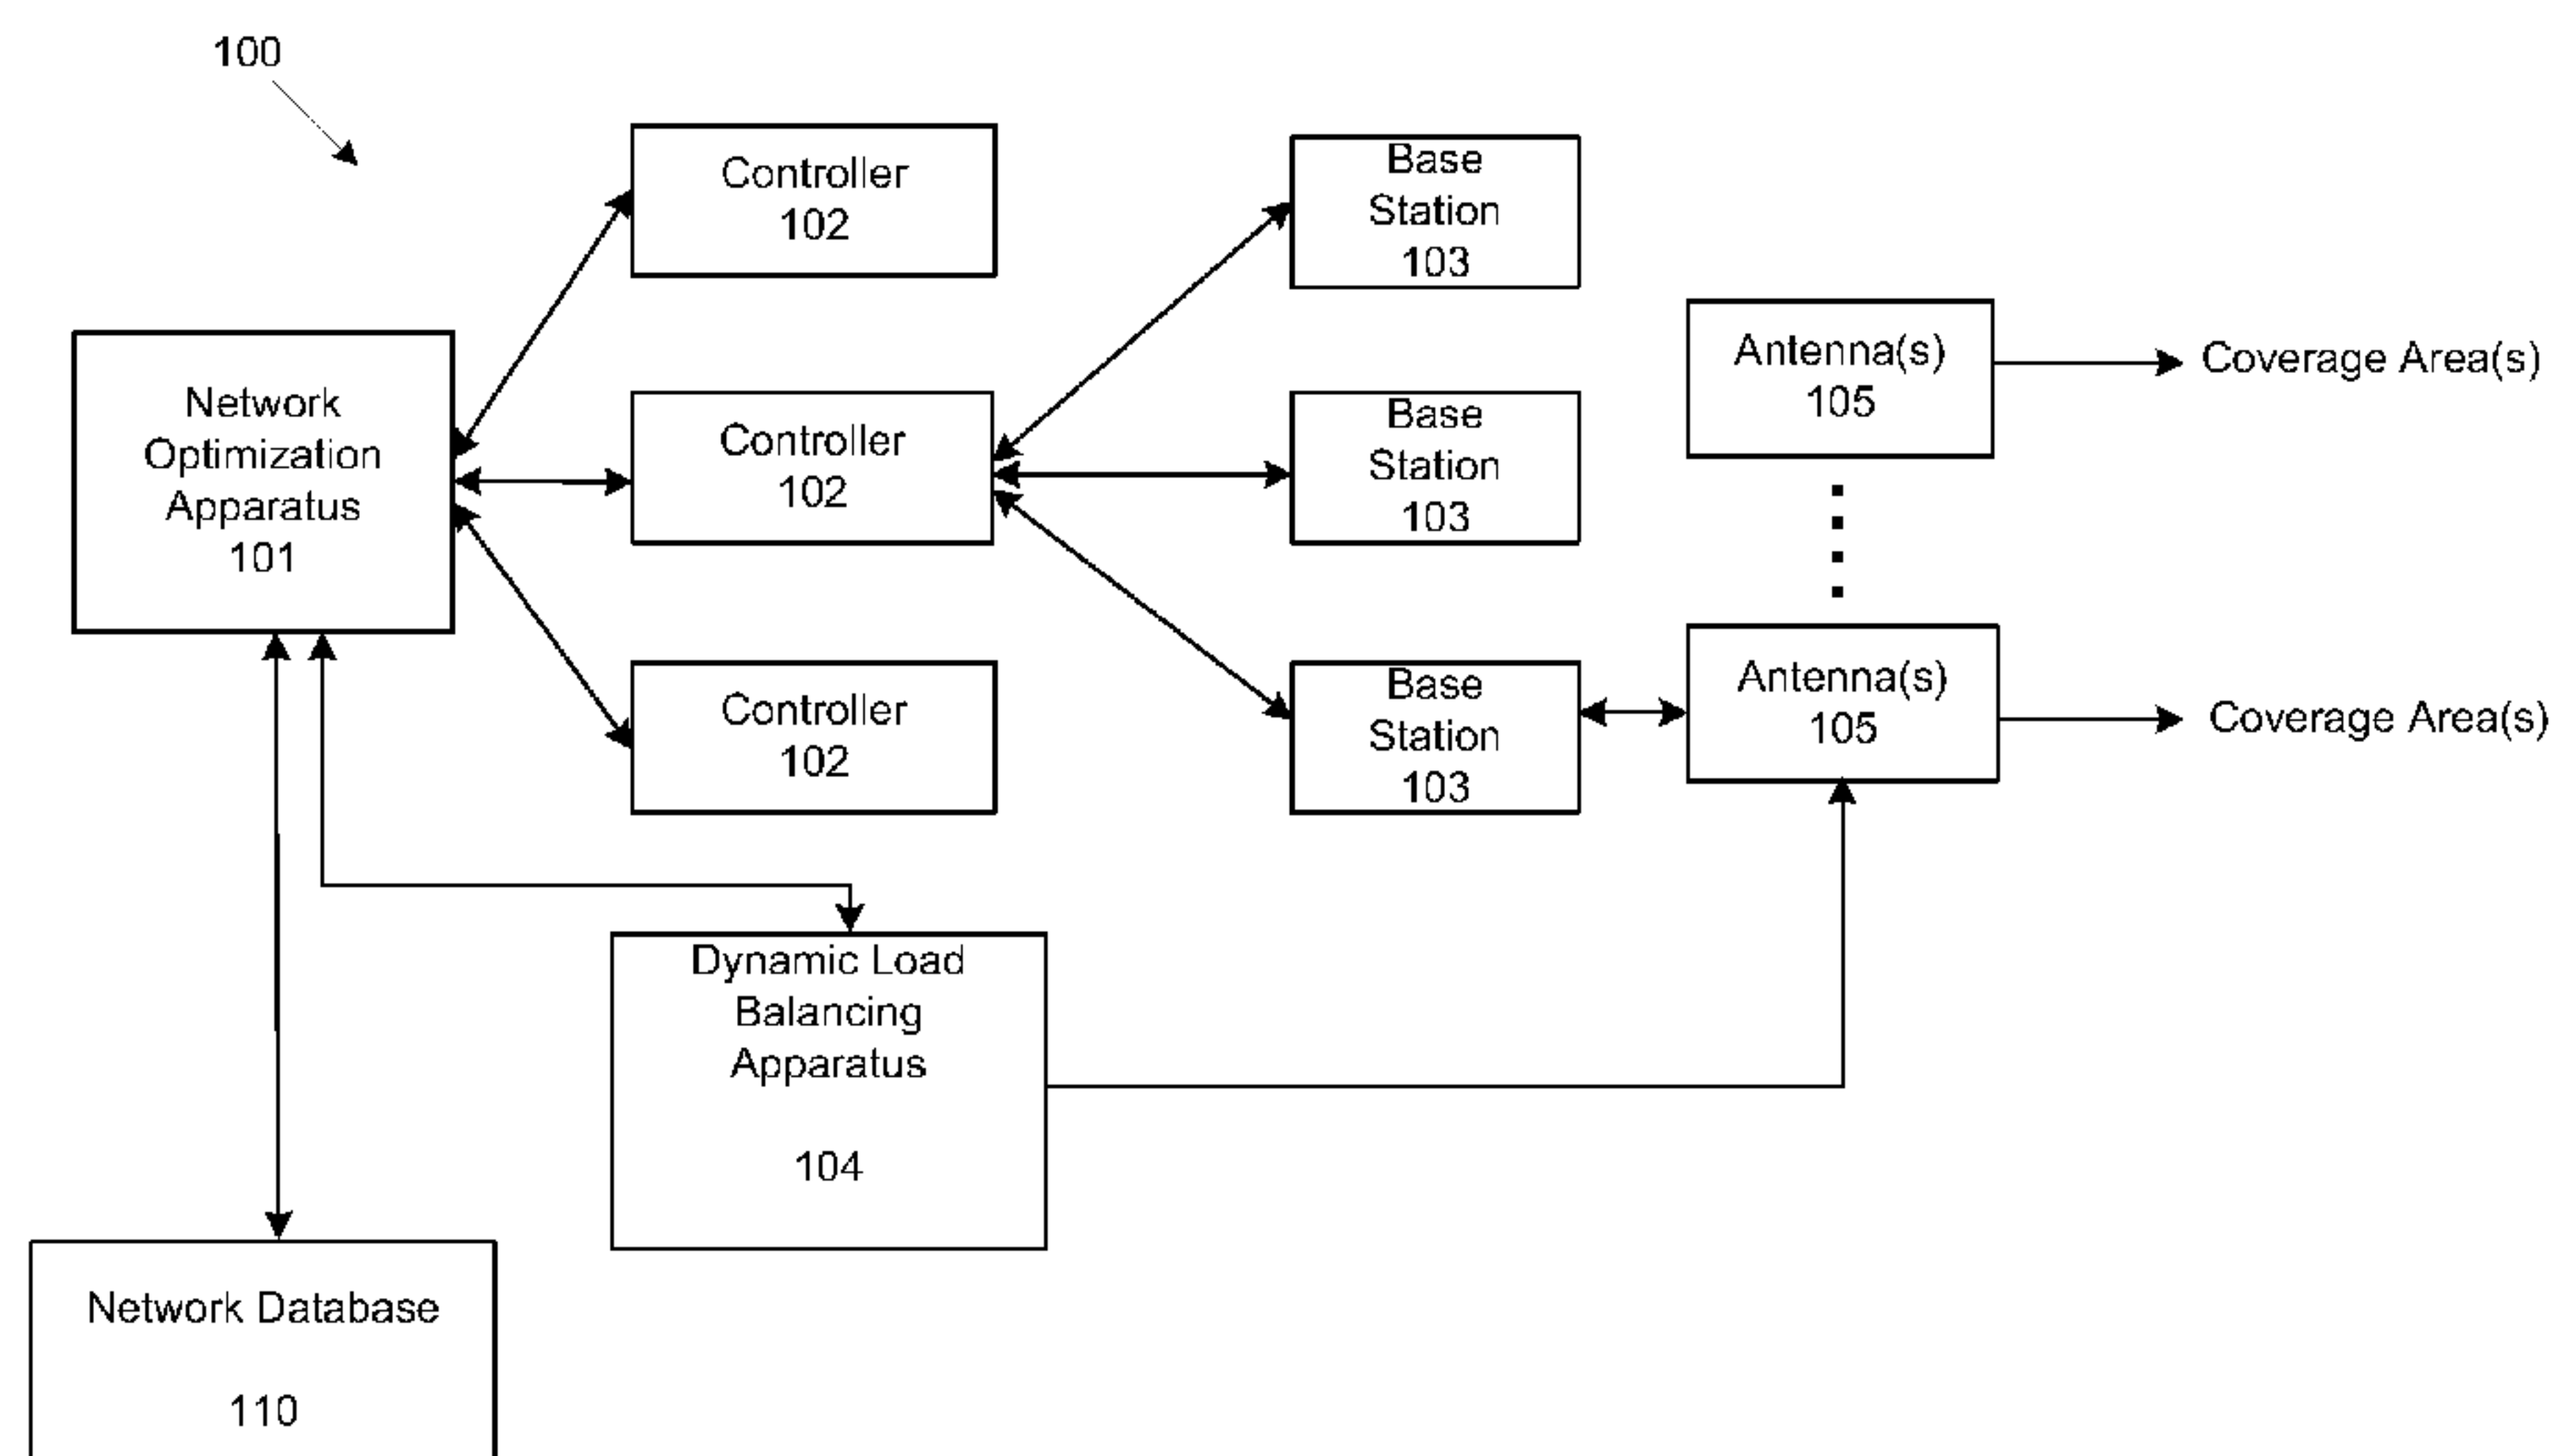 100
Controller
102
Base
Station
103
Network
Optimization
Apparatus
101
Controller
102
Base
Station
103
Antenna(s)
105
Coverage Area(s)
Controller
102
Base
Station
103
Antenna(s)
105
Coverage Area(s)
Dynamic Load
Balancing
Apparatus
104
Network Database
110